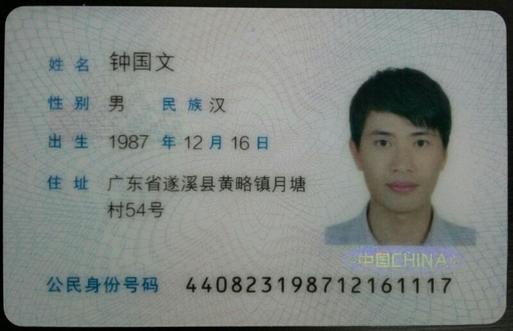 姓名 钟国文
性别 男 民族 汉
出生 1987 年 12 月 16 日
住址 广东省遂溪县黄略镇月塘
村54号
中国CHINA
公民身份号码 440823198712161117